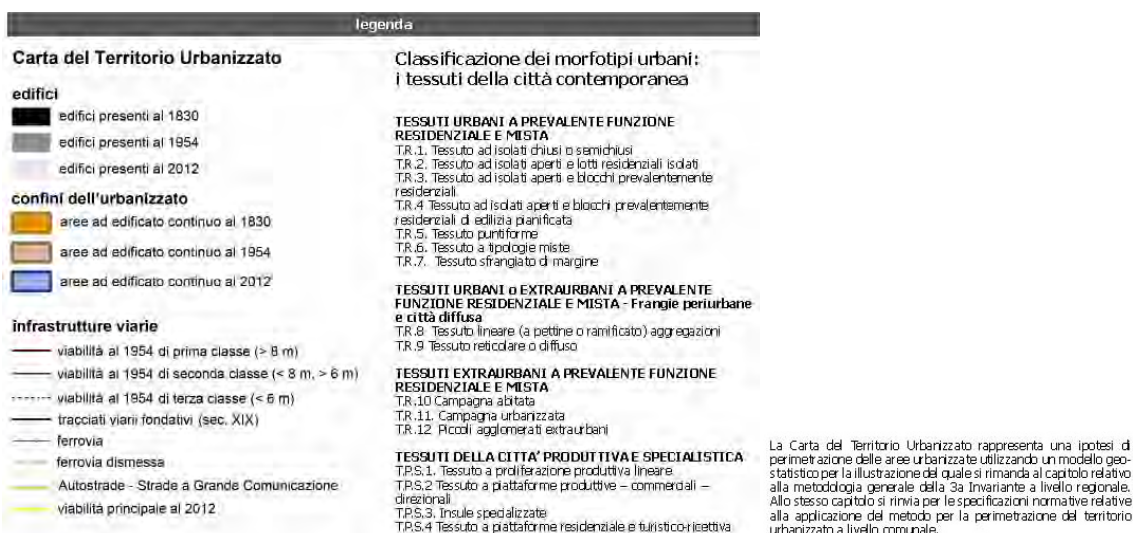 legenda
Carta del Territorio Urbanizzato
edifici
edifici presenti al 1830
edifici presenti al 1954
edifici presenti al 2012
confini dell'urbanizzato
aree ad edificato continuo al 1830
aree ad edificato continuo al 1954
aree ad edificato continuo al 2012
infrastrutture viarie
viabilità al 1954 di prima classe (> 8 m)
viabilità al 1954 di seconda classe (< 8 m, > 6 m)
viabilità al 1954 di terza classe (< 6 m)
tracciati viarii fondativi (sec. XIX)
ferrovia
ferrovia dismessa
Autostrade - Strade a Grande Comunicazione
viabilità principale al 2012
Classificazione dei morfotipi urbani:
i tessuti della città contemporanea
TESSUTI URBANI A PREVALENTE FUNZIONE
RESIDENZIALE E MISTA
T.R.1. Tessuto ad isolati chiusi o semichiusi
T.R.2. Tessuto ad isolati aperti e lotti residenziali isolati
T.R.3. Tessuto ad isolati aperti e blocchi prevalentemente
residenziali
T.R.4 Tessuto ad isolati aperti e blocchi prevalentemente
residenziali di edilizia pianificata
T.R.5. Tessuto puntiforme
T.R.6. Tessuto a tipologie miste
T.R.7. Tessuto sfrangiato di margine
TESSUTI URBANI o EXTRAURBANI A PREVALENTE
FUNZIONE RESIDENZIALE E MISTA - Frangie periurbane
e città diffusa
T.R.8 Tessuto lineare (a pettine o ramificato) aggregazioni
T.R.9 Tessuto reticolare o diffuso
TESSUTI EXTRAURBANI A PREVALENTE FUNZIONE
RESIDENZIALE E MISTA
T.R.10 Campagna abitata
T.R.11. Campagna urbanizzata
T.R.12 Piccoli agglomerati extraurbani
TESSUTI DELLA CITTA' PRODUTTIVA E SPECIALISTICA
T.P.S.1. Tessuto a proliferazione produttiva lineare
T.P.S.2 Tessuto a piattaforme produttive – commerciali –
direzionali
T.P.S.3. Insule specializzate
T.P.S.4 Tessuto a piattaforme residenziale e turistico-ricettiva
La Carta del Territorio Urbanizzato rappresenta una ipotesi di
perimetrazione delle aree urbanizzate utilizzando un modello geo-
statistico per la illustrazione del quale si rimanda al capitolo relativo
alla metodologia generale della 3a Invariante a livello regionale.
Allo stesso capitolo si rinvia per le specificazioni normative relative
alla applicazione del metodo per la perimetrazione del territorio
urbanizzato a livello comunale.